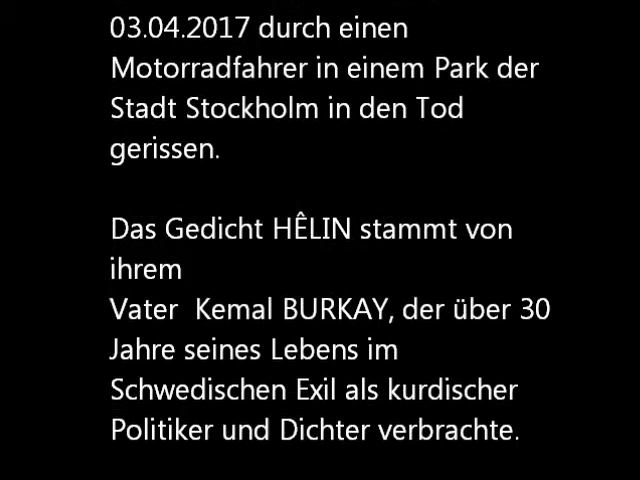 03.04.2017 durch einen
Motorradfahrer in einem Park der
Stadt Stockholm in den Tod
gerissen.
Das Gedicht HÊLIN stammt von
ihrem
Vater  Kemal BURKAY, der über 30
Jahre seines Lebens im
Schwedischen Exil als kurdischer
Politiker und Dichter verbrachte.